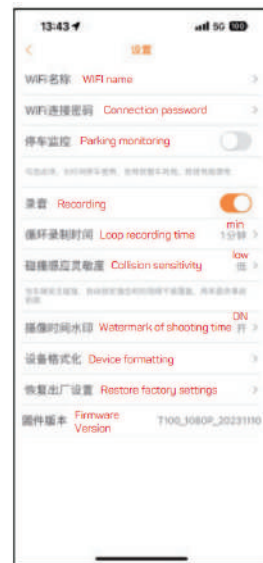 13:43 5G
设置
WiFi名称 WIFI name
WiFi连接密码 Connection password
停车监控 Parking monitoring
录音 Recording
min
循环录制时间 Loop recording time 1分钟
low
碰撞感应灵敏度 Collision sensitivity 低
ON
摄像时间水印 Watermark of shooting time 开
设备格式化 Device formatting
恢复出厂设置 Restore factory settings
固件版本 Firmware Version T100_1080P_20231110